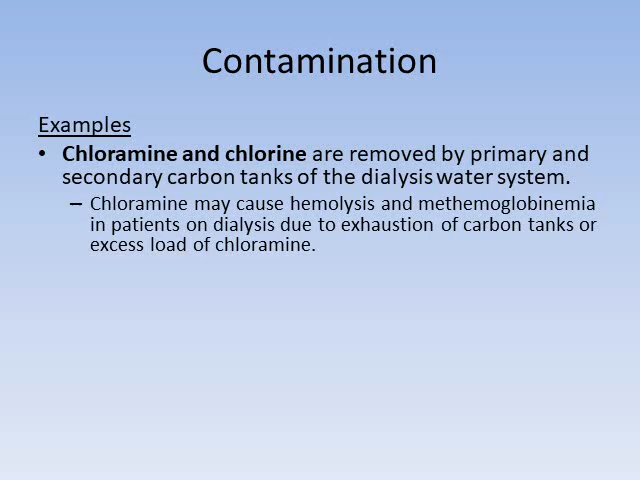 Contamination
Examples
• Chloramine and chlorine are removed by primary and
secondary carbon tanks of the dialysis water system.
– Chloramine may cause hemolysis and methemoglobinemia
in patients on dialysis due to exhaustion of carbon tanks or
excess load of chloramine.